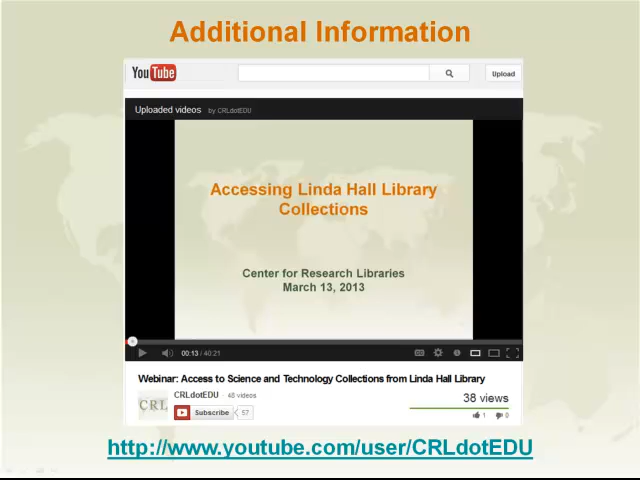 Additional Information
YouTube
Upload
Uploaded videos by CRLdotEDU
Accessing Linda Hall Library
Collections
Center for Research Libraries
March 13, 2013
00:13 / 40:21
Webinar: Access to Science and Technology Collections from Linda Hall Library
CRL
CRLdotEDU · 48 videos
Subscribe 57
38 views
1 0
http://www.youtube.com/user/CRLdotEDU